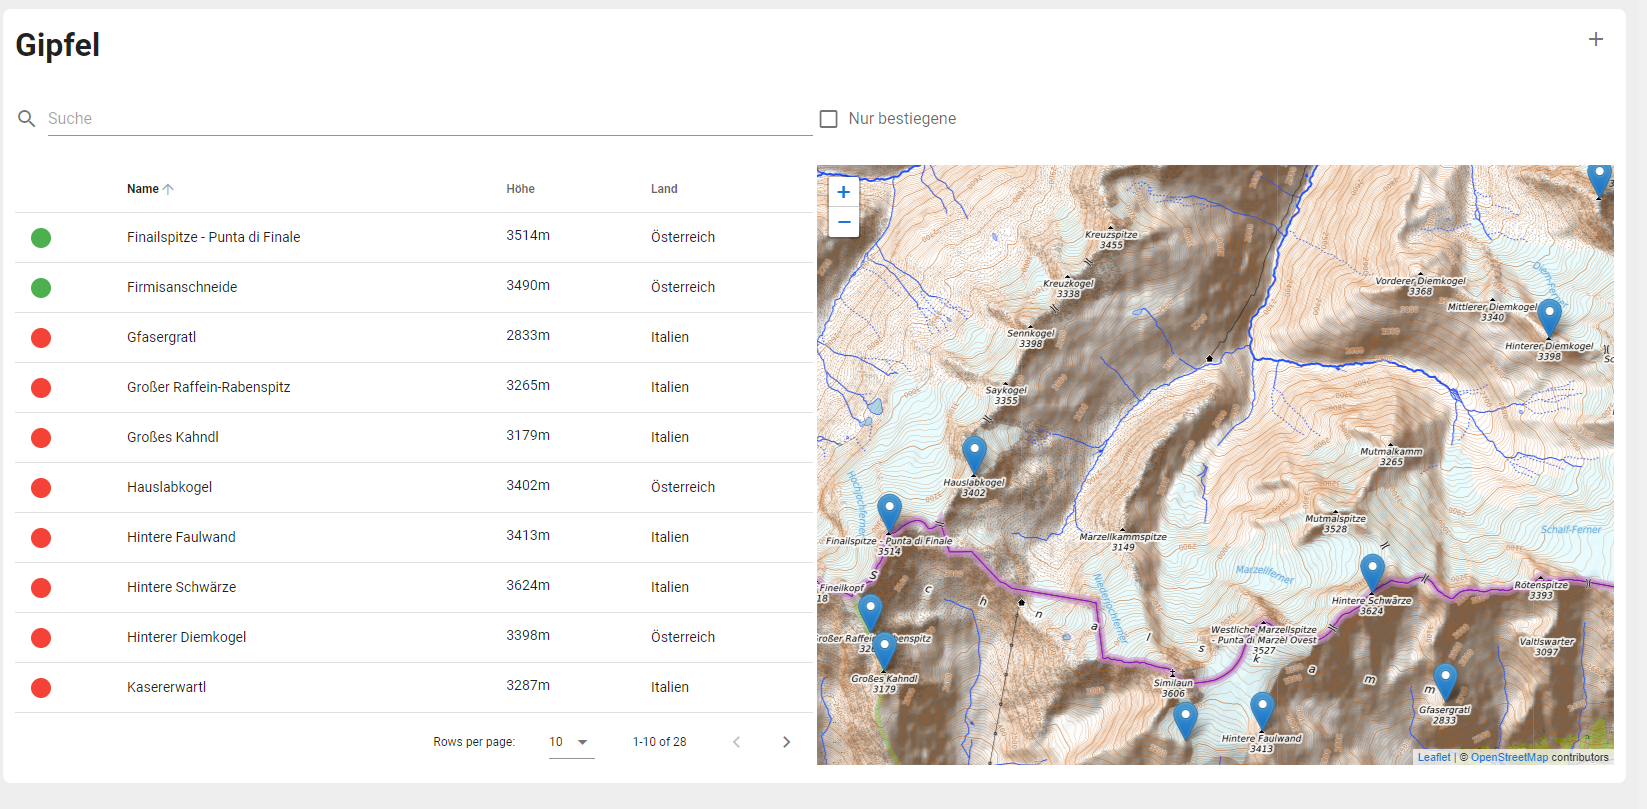 Gipfel
Suche
Nur bestiegene
Name Höhe Land
Finailspitze - Punta di Finale 3514m Österreich
Firmisanschneide 3490m Österreich
Gfasergratl 2833m Italien
Großer Raffein-Rabenspitz 3265m Italien
Großes Kahndl 3179m Italien
Hauslabkogel 3402m Österreich
Hintere Faulwand 3413m Italien
Hintere Schwärze 3624m Italien
Hinterer Diemkogel 3398m Österreich
Kasererwartl 3287m Italien
Rows per page: 10 1-10 of 28
+
−
Kreuzspitze
3455
Kreuzkogel
3338
Vorderer Diemkogel
3368
Diem-Ferner
Mittlerer Diemkogel
3340
Sennkogel
3398
Hinterer Diemkogel
3398
Saykogel
3355
Mutmalkamm
3265
Hauslabkogel
3402
Hochjochferner
Mutmalspitze
3528
Schalf-Ferner
Finailspitze - Punta di Finale
3514
Marzellkammspitze
3149
Marzellferner
Niederjochferner
Fineilkopf
18
Rötenspitze
3393
Hintere Schwärze
3624
S c h n a l s k a m m
Westliche Marzellspitze
- Punta di Marzèl Ovest
3527
Valtlswarter
3097
Großes Kahndl
3179
Similaun
3606
Gfasergratl
2833
Hintere Faulwand
3413
Leaflet | © OpenStreetMap contributors